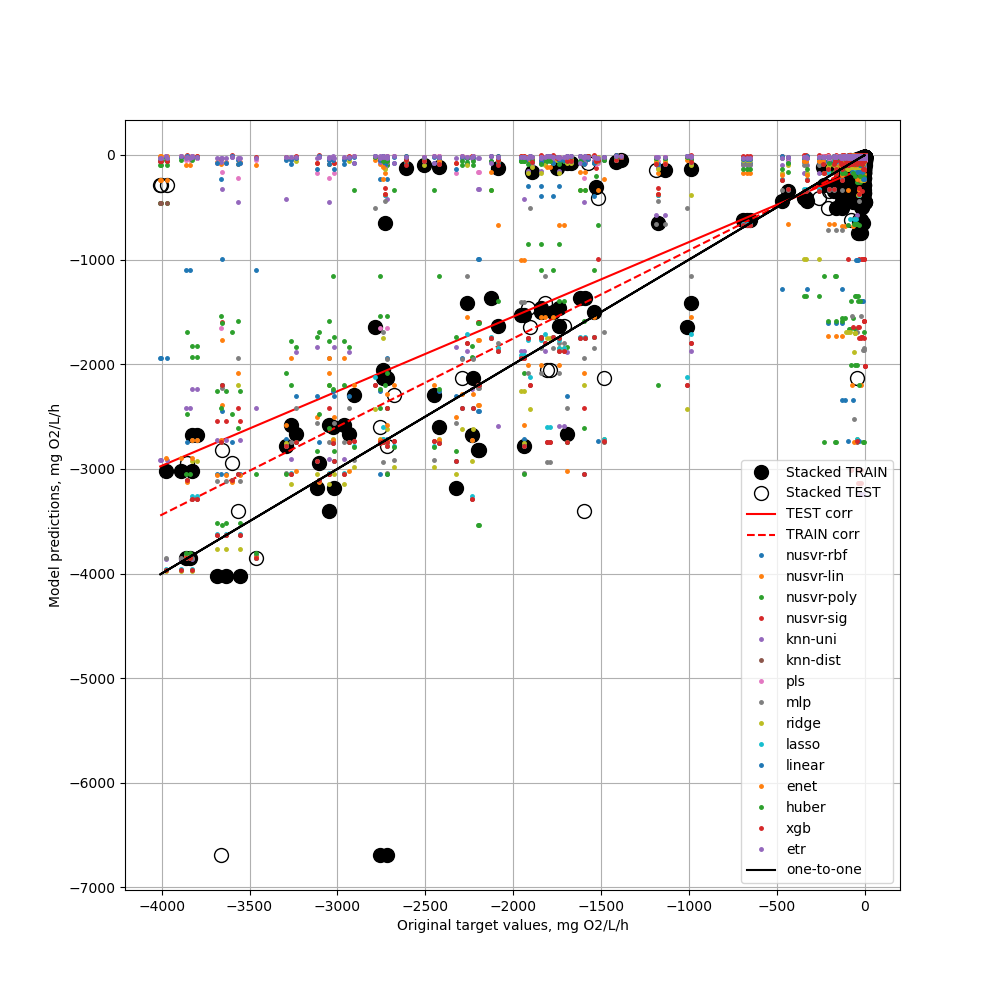 0
−1000
−2000
−3000
−4000
−5000
−6000
−7000
Model predictions, mg O2/L/h
−4000 −3500 −3000 −2500 −2000 −1500 −1000 −500 0
Original target values, mg O2/L/h
Stacked TRAIN
Stacked TEST
TEST corr
TRAIN corr
nusvr-rbf
nusvr-lin
nusvr-poly
nusvr-sig
knn-uni
knn-dist
pls
mlp
ridge
lasso
linear
enet
huber
xgb
etr
one-to-one